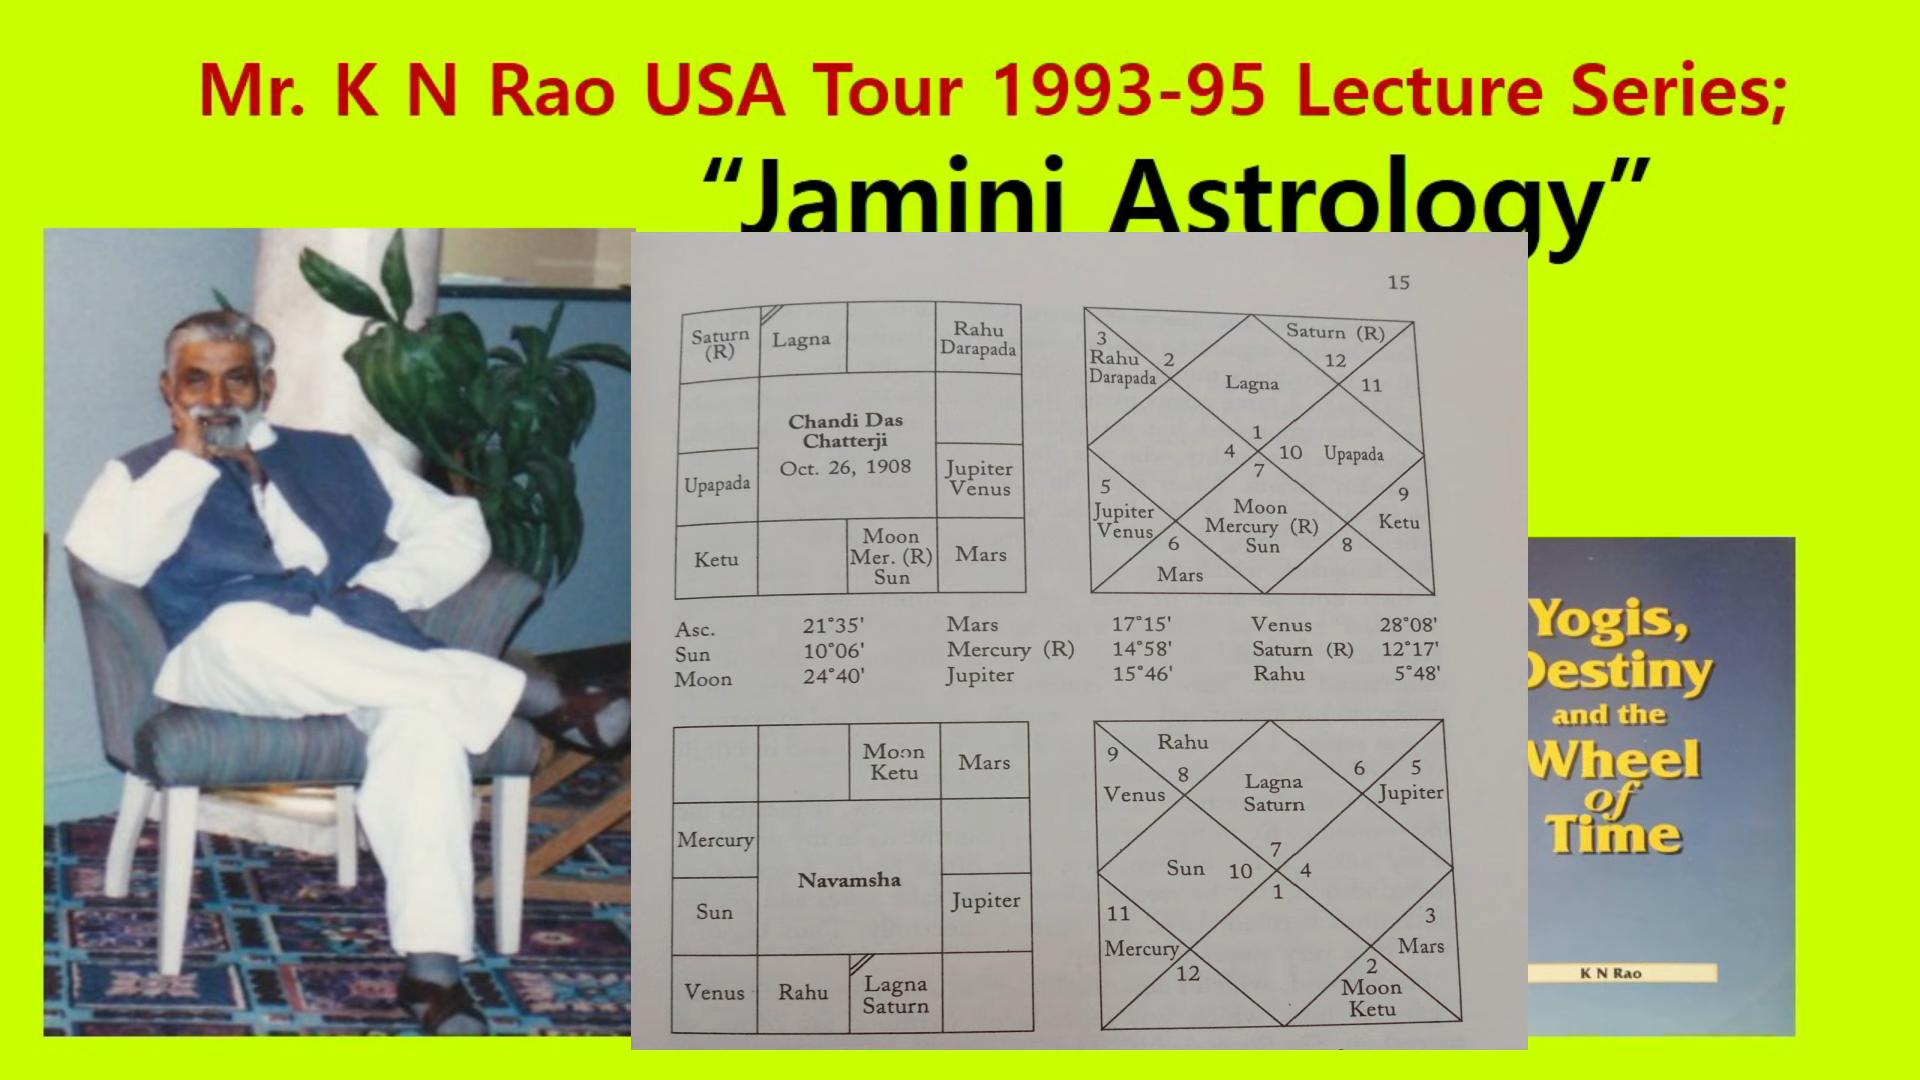 Mr. K N Rao USA Tour 1993-95 Lecture Series;
“Jamini Astrology”
15
Saturn (R)
Lagna
Rahu
Darapada
Chandi Das
Chatterji
Oct. 26, 1908
Upapada
Jupiter
Venus
Ketu
Moon
Mer. (R)
Sun
Mars
3
Rahu
Darapada
2
Lagna
Saturn (R)
12
11
1
4
10
Upapada
7
5
Jupiter
Venus
Moon
Mercury (R)
Sun
9
Ketu
6
8
Mars
Asc. 21°35' Mars 17°15' Venus 28°08'
Sun 10°06' Mercury (R) 14°58' Saturn (R) 12°17'
Moon 24°40' Jupiter 15°46' Rahu 5°48'
Moon
Ketu
Mars
Mercury
Navamsha
Sun
Jupiter
Venus
Rahu
Lagna
Saturn
9
Rahu
8
Venus
Lagna
Saturn
6
5
Jupiter
7
Sun
10
4
1
11
Mercury
3
Mars
12
2
Moon
Ketu
Yogis,
Destiny
and the
Wheel
of
Time
K N Rao